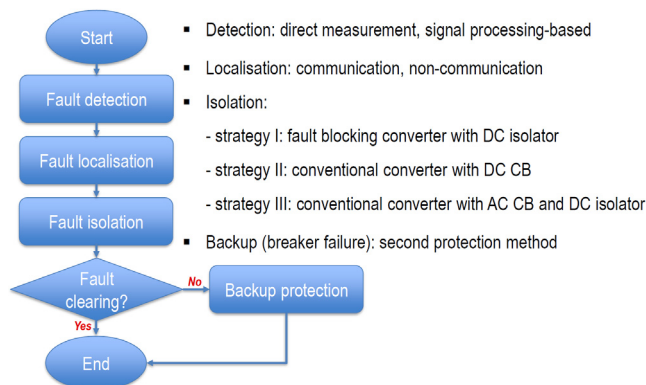 Start
Fault detection
Fault localisation
Fault isolation
Fault
clearing?
No
Backup protection
Yes
End
▪ Detection: direct measurement, signal processing-based
▪ Localisation: communication, non-communication
▪ Isolation:
- strategy I: fault blocking converter with DC isolator
- strategy II: conventional converter with DC CB
- strategy III: conventional converter with AC CB and DC isolator
▪ Backup (breaker failure): second protection method